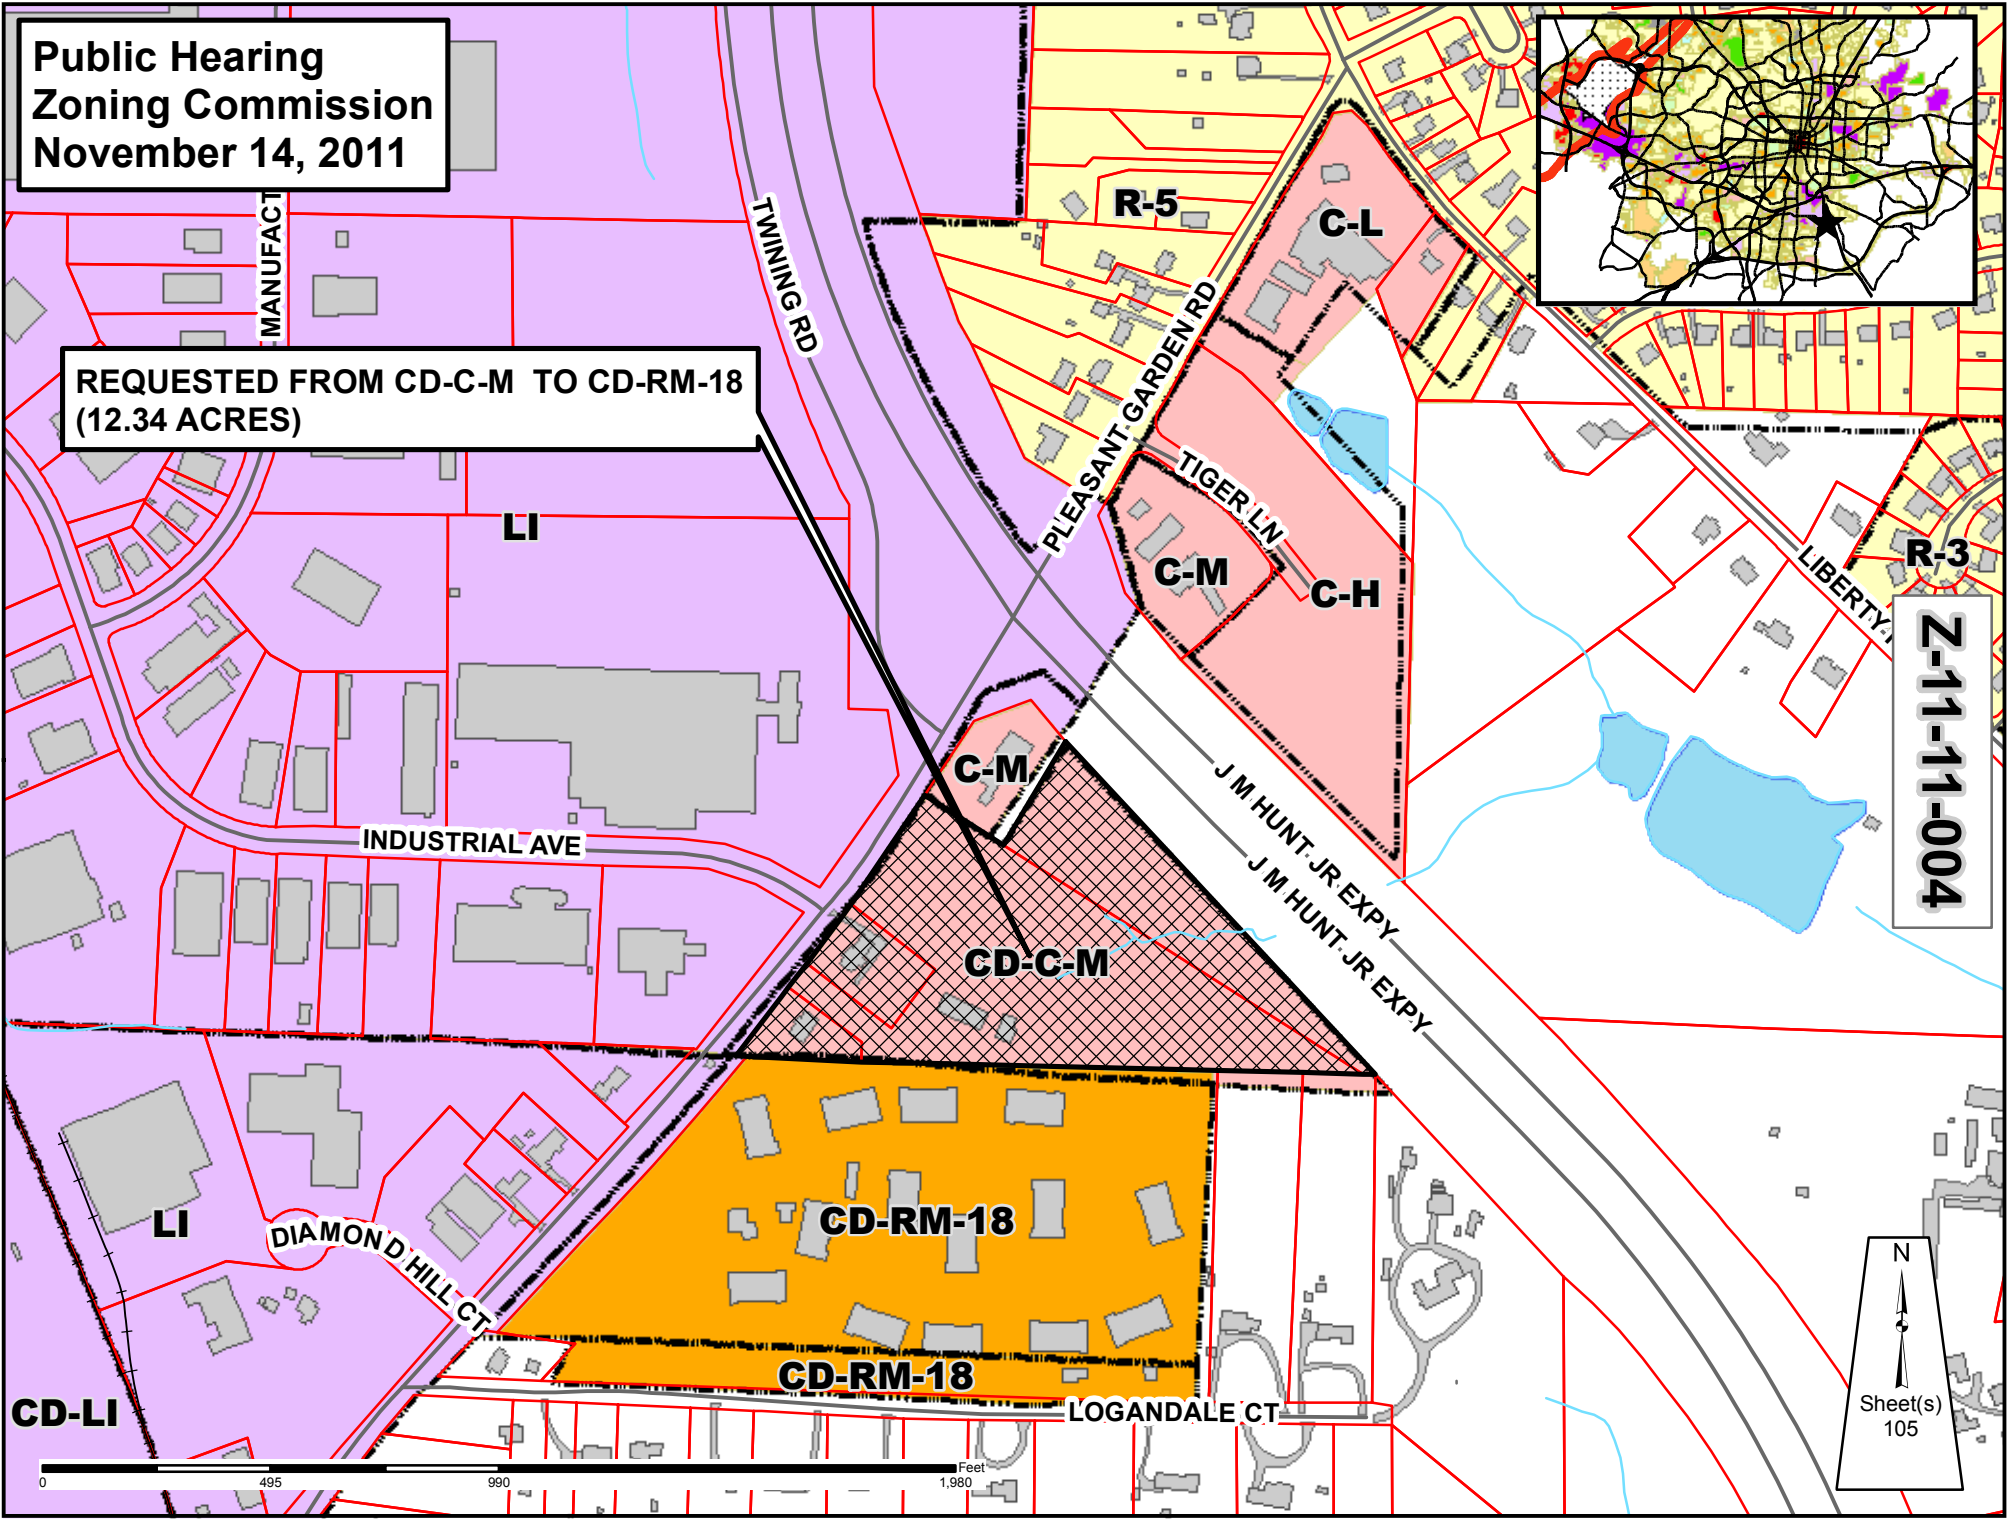 Public Hearing
Zoning Commission
November 14, 2011
MANUFACT
TWINING RD
R-5
C-L
REQUESTED FROM CD-C-M TO CD-RM-18
(12.34 ACRES)
PLEASANT GARDEN RD
TIGER LN
LI
C-M
C-H
LIBERTY
R-3
Z-11-11-004
C-M
J M HUNT JR EXPY
J M HUNT JR EXPY
INDUSTRIAL AVE
CD-C-M
LI
DIAMOND HILL CT
CD-RM-18
CD-RM-18
CD-LI
LOGANDALE CT
N
Sheet(s)
105
Feet
0 495 990 1,980